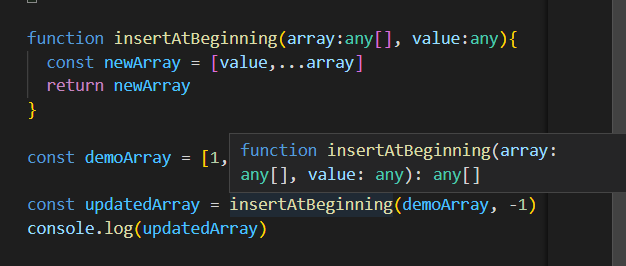 function insertAtBeginning(array:any[], value:any){
const newArray = [value,...array]
return newArray
}
const demoArray = [1,
function insertAtBeginning(array:
any[], value: any): any[]
const updatedArray = insertAtBeginning(demoArray, -1)
console.log(updatedArray)